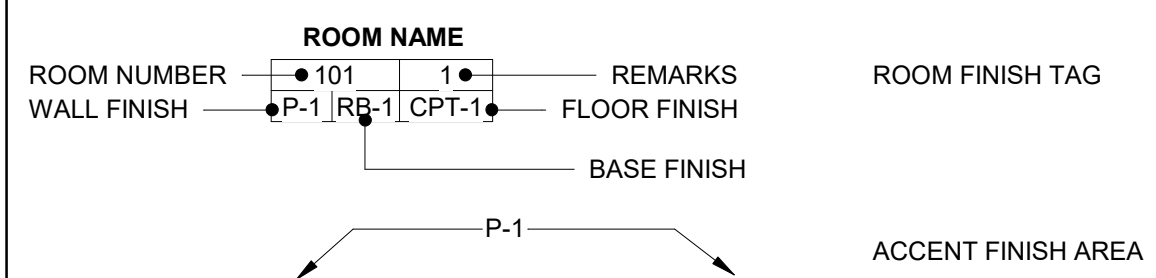 ROOM NAME
ROOM NUMBER 101 1 REMARKS ROOM FINISH TAG
WALL FINISH P-1 RB-1 CPT-1 FLOOR FINISH
BASE FINISH
P-1
ACCENT FINISH AREA